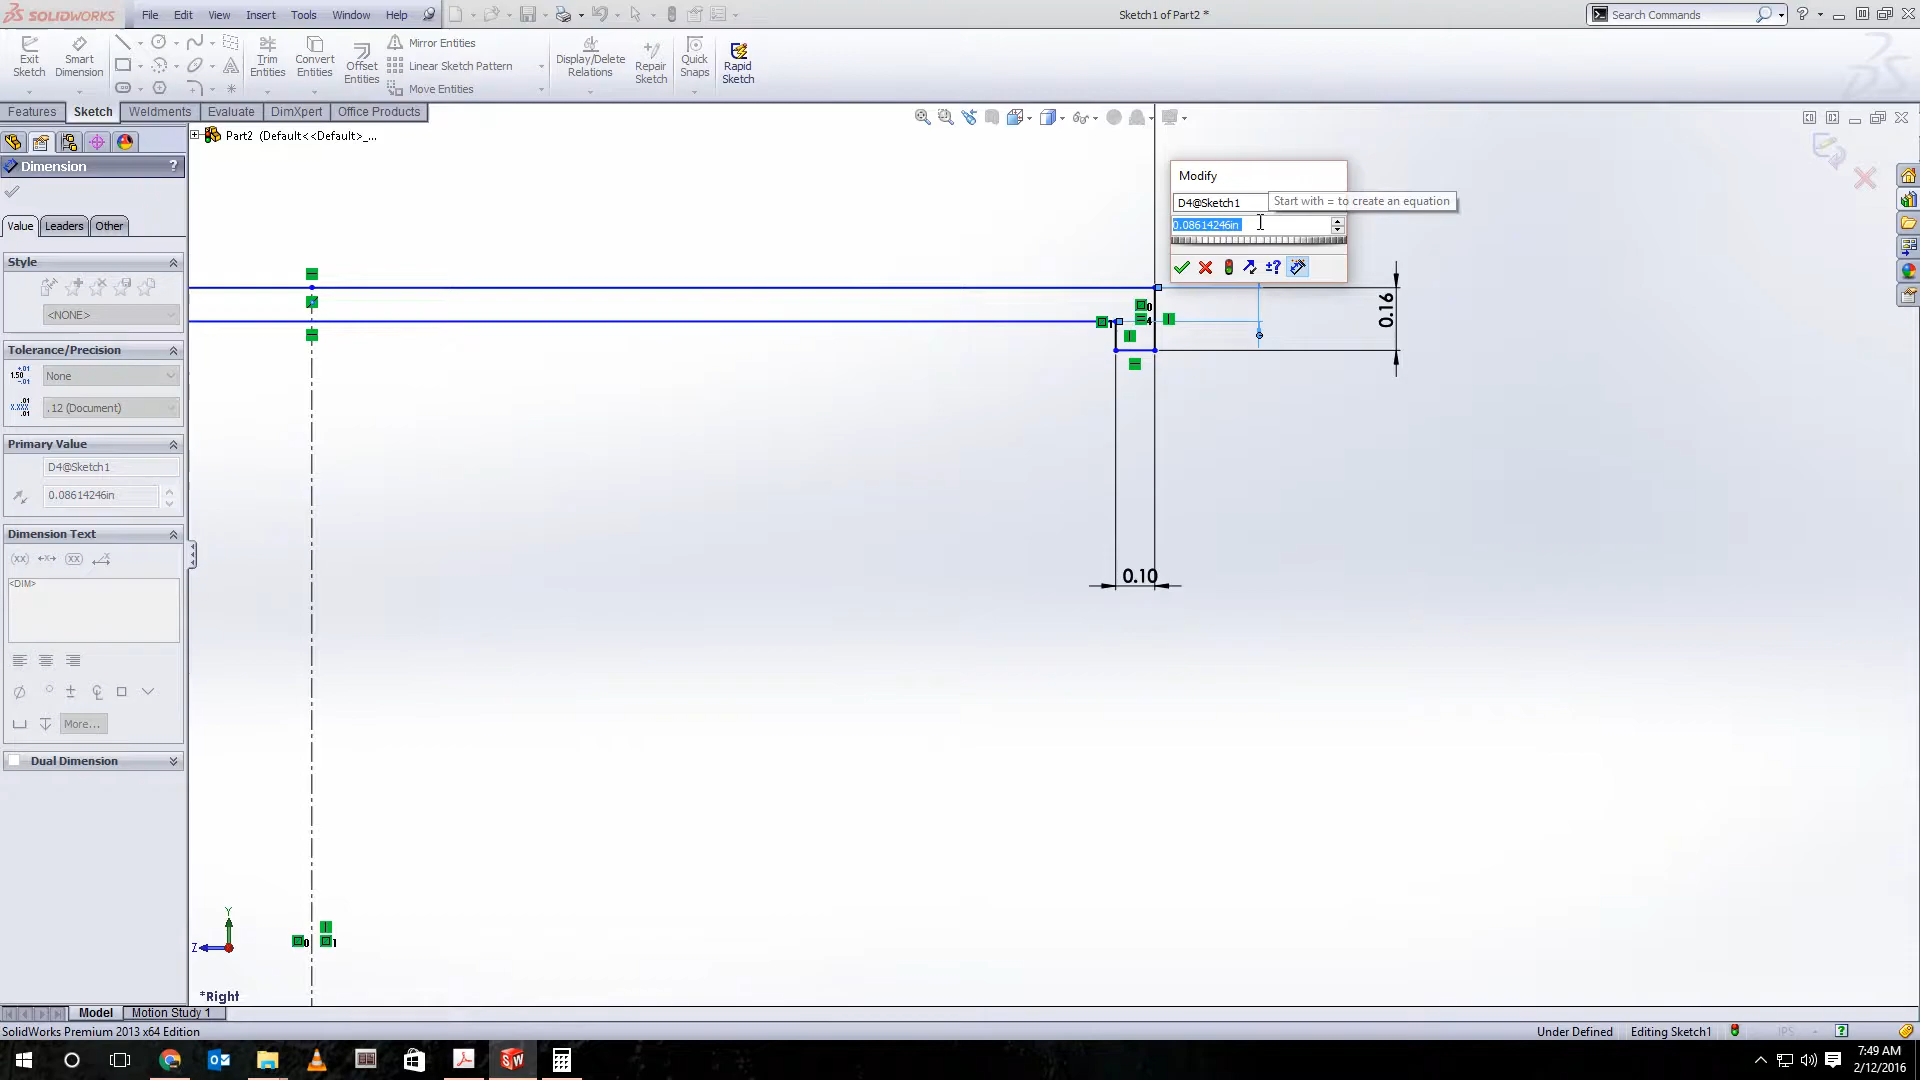 SOLIDWORKS File Edit View Insert Tools Window Help Sketch1 of Part2 * Search Commands
Exit Sketch
Smart Dimension
Trim Entities
Convert Entities
Offset Entities
Mirror Entities
Linear Sketch Pattern
Move Entities
Display/Delete Relations
Repair Sketch
Quick Snaps
Rapid Sketch
Features Sketch Weldments Evaluate DimXpert Office Products
Part2 (Default<<Default>_...
Dimension ?
Value Leaders Other
Style
<NONE>
Tolerance/Precision
None
.12 (Document)
Primary Value
D4@Sketch1
0.08614246in
Dimension Text
<DIM>
More...
Dual Dimension
Modify
D4@Sketch1
Start with = to create an equation
0.08614246in
0.16
0.10
Y
Z
*Right
Model Motion Study 1
SolidWorks Premium 2013 x64 Edition Under Defined Editing Sketch1 IPS
7:49 AM
2/12/2016